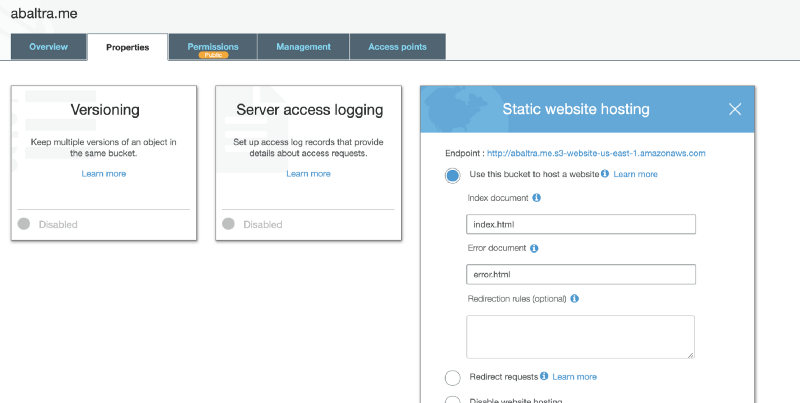 abaltra.me
Overview
Properties
Permissions
Public
Management
Access points
Versioning
Keep multiple versions of an object in
the same bucket.
Learn more
Disabled
Server access logging
Set up access log records that provide
details about access requests.
Learn more
Disabled
Static website hosting
Endpoint : http://abaltra.me.s3-website-us-east-1.amazonaws.com
Use this bucket to host a website Learn more
Index document
index.html
Error document
error.html
Redirection rules (optional)
Redirect requests Learn more
Disable website hosting